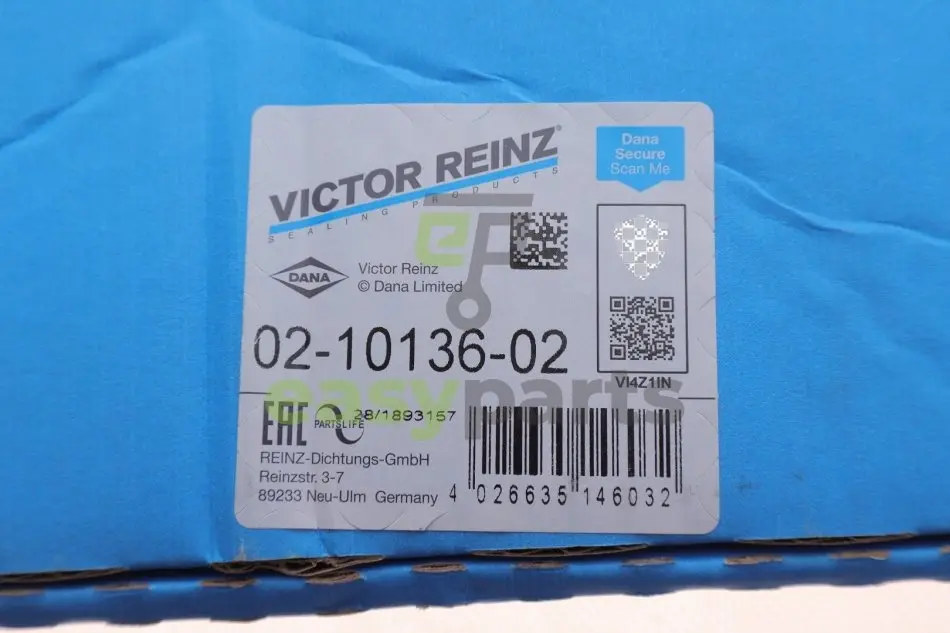 VICTOR REINZ®
SEALING PRODUCTS
Dana
Secure
Scan Me
DANA
Victor Reinz
© Dana Limited
02-10136-02
VI4Z1IN
easyparts
EAC
PARTSLIFE
28/1893157
REINZ-Dichtungs-GmbH
Reinzstr. 3-7
89233 Neu-Ulm Germany
4 026635 146032